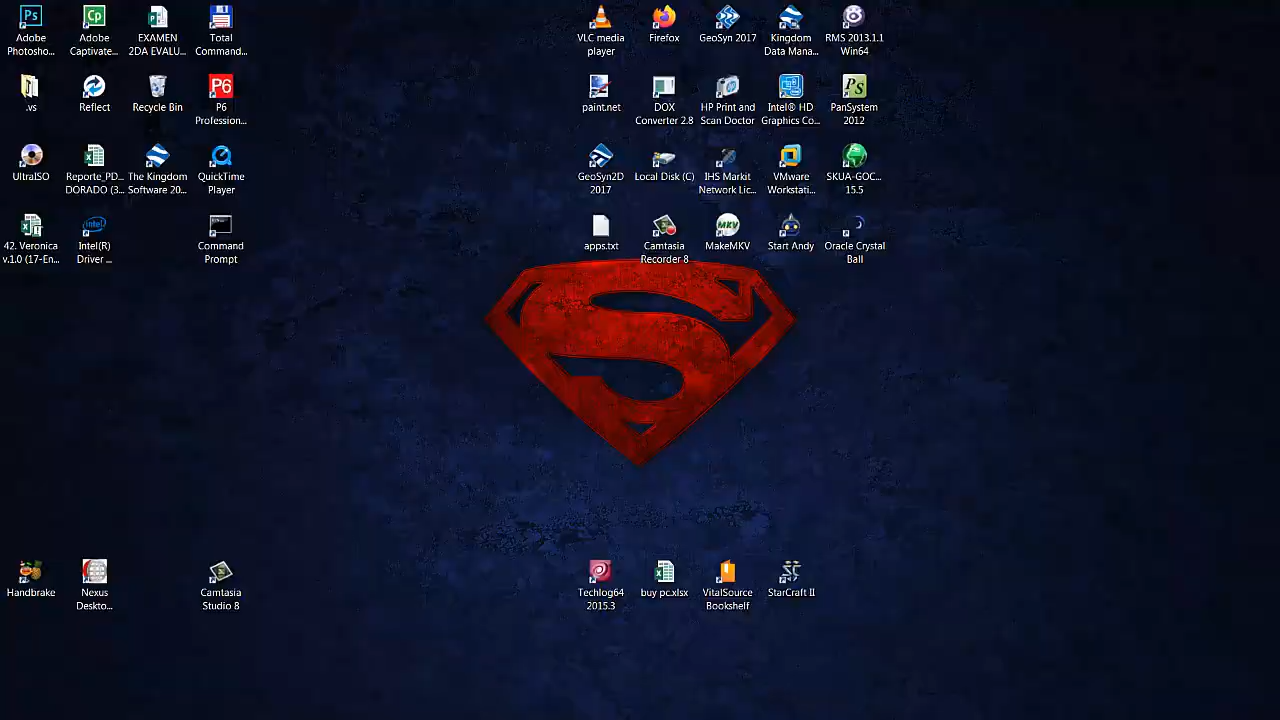 Adobe
Photosho...
Adobe
Captivate...
EXAMEN
2DA EVALU...
Total
Comman...
VLC media
player
Firefox
GeoSyn 2017
Kingdom
Data Mana...
RMS 2013.1.1
Win64
.vs
Reflect
Recycle Bin
P6
Profession...
paint.net
DOX
Converter 2.8
HP Print and
Scan Doctor
Intel® HD
Graphics Co...
PanSystem
2012
UltraISO
Reporte_PD...
DORADO (3...
The Kingdom
Software 20...
QuickTime
Player
GeoSyn2D
2017
Local Disk (C)
IHS Markit
Network Lic...
VMware
Workstati...
SKUA-GOC...
15.5
42. Veronica
v.1.0 (17-En...
Intel(R)
Driver ...
Command
Prompt
apps.txt
Camtasia
Recorder 8
MakeMKV
Start Andy
Oracle Crystal
Ball
Handbrake
Nexus
Deskto...
Camtasia
Studio 8
Techlog64
2015.3
buy pc.xlsx
VitalSource
Bookshelf
StarCraft II